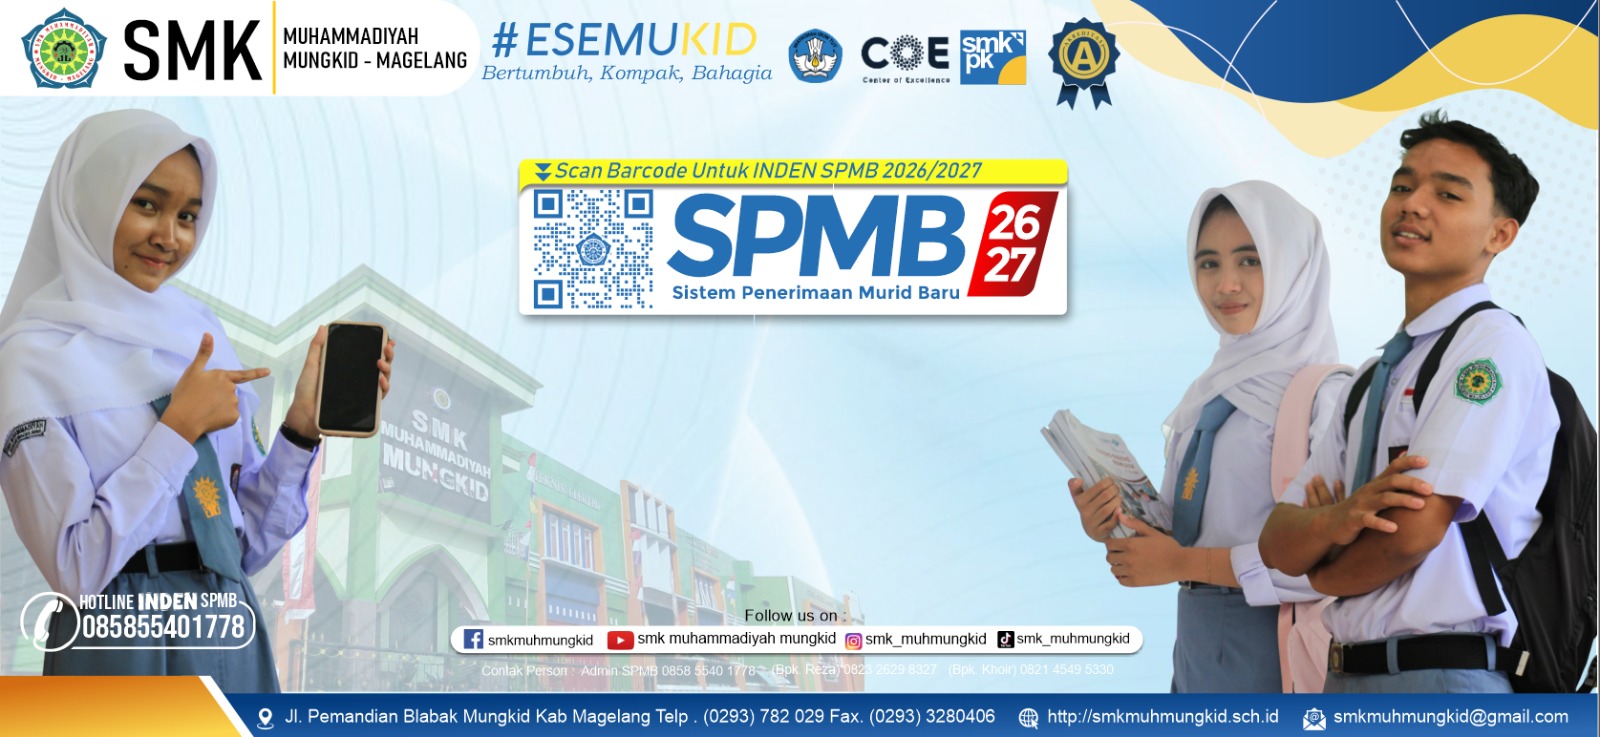 SMK
MUHAMMADIYAH
MUNGKID - MAGELANG
#ESEMUKID
Bertumbuh, Kompak, Bahagia
COE
Center of Excellence
smk
pk
AKREDITASI
A
Scan Barcode Untuk INDEN SPMB 2026/2027
SPMB
26
27
Sistem Penerimaan Murid Baru
SMK
MUHAMMADIYAH
MUNGKID
HOTLINE INDEN SPMB
085855401778
Follow us on :
smkmuhmungkid
smk muhammadiyah mungkid
smk_muhmungkid
smk_muhmungkid
Contak Person : Admin SPMB 0858 5540 1778 (Bpk. Reza) 0823 2629 8327 (Bpk. Khoir) 0821 4549 5330
Jl. Pemandian Blabak Mungkid Kab Magelang Telp . (0293) 782 029 Fax. (0293) 3280406
http://smkmuhmungkid.sch.id
smkmuhmungkid@gmail.com